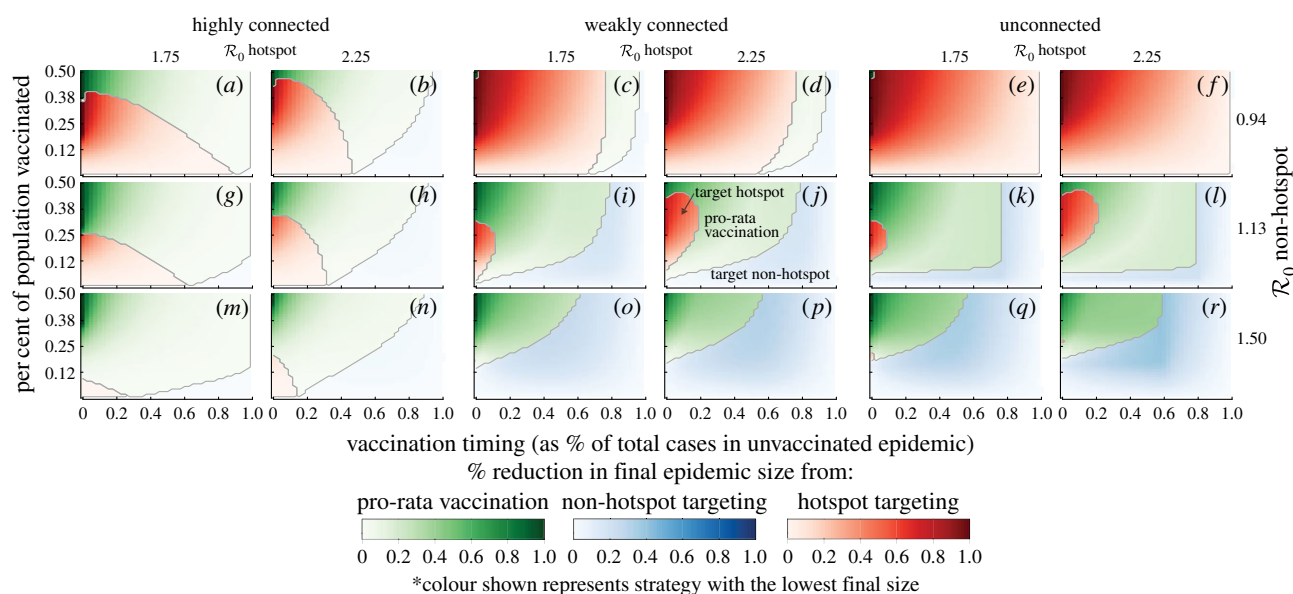 highly connected weakly connected unconnected
1.75 R₀ hotspot 2.25 1.75 R₀ hotspot 2.25 1.75 R₀ hotspot 2.25
per cent of population vaccinated
0.50 (a) (b) (c) (d) (e) (f)
0.38
0.25 0.94
0.12
0.50 (g) (h) (i) (j) (k) (l)
target hotspot
0.38
pro-rata
vaccination
0.25 1.13
0.12
target non-hotspot
0.50 (m) (n) (o) (p) (q) (r)
0.38
0.25 1.50
0.12
R₀ non-hotspot
0 0.2 0.4 0.6 0.8 1.0 0 0.2 0.4 0.6 0.8 1.0 0 0.2 0.4 0.6 0.8 1.0 0 0.2 0.4 0.6 0.8 1.0 0 0.2 0.4 0.6 0.8 1.0 0 0.2 0.4 0.6 0.8 1.0
vaccination timing (as % of total cases in unvaccinated epidemic)
% reduction in final epidemic size from:
pro-rata vaccination non-hotspot targeting hotspot targeting
0 0.2 0.4 0.6 0.8 1.0 0 0.2 0.4 0.6 0.8 1.0 0 0.2 0.4 0.6 0.8 1.0
*colour shown represents strategy with the lowest final size